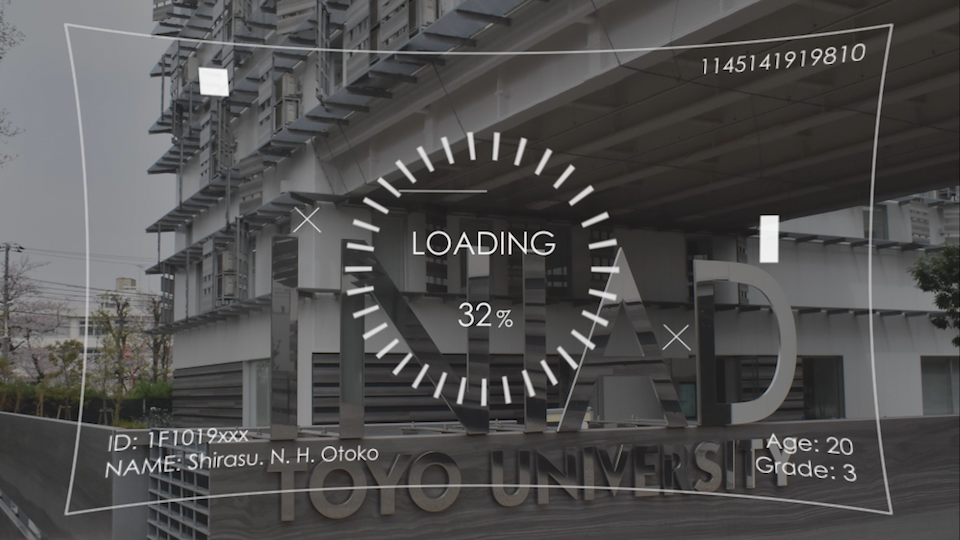 1145141919810
LOADING
32%
INIAD
ID: 1F1019xxx
NAME: Shirasu. N. H. Otoko
Age: 20
Grade: 3
TOYO UNIVERSITY